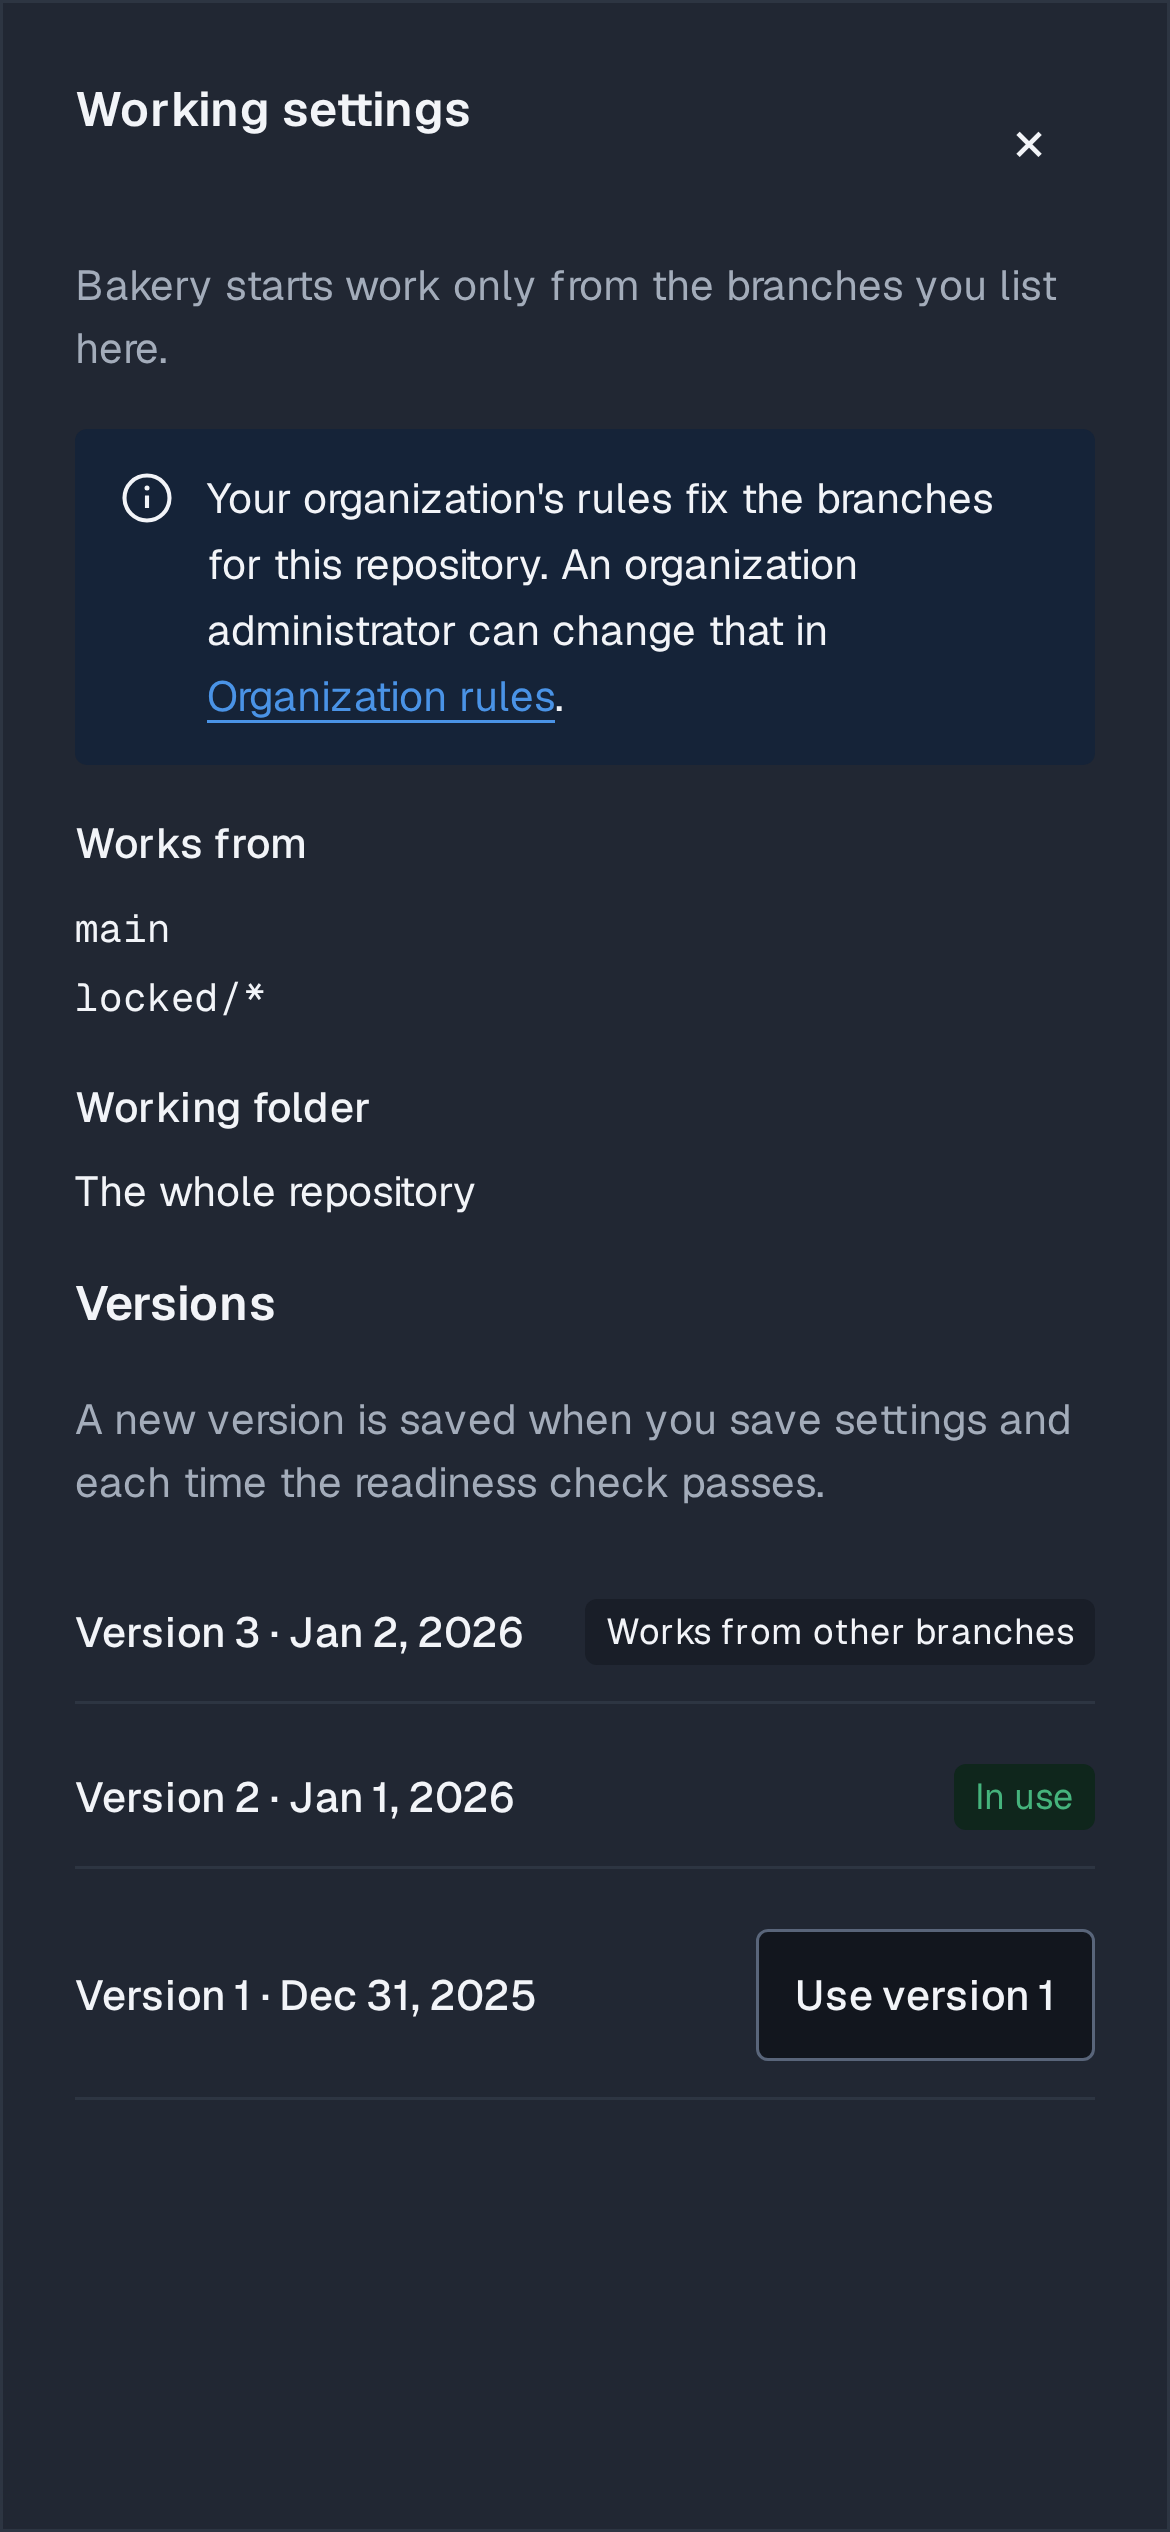 Working settings
Bakery starts work only from the branches you list
here.
Your organization's rules fix the branches
for this repository. An organization
administrator can change that in
Organization rules.
Works from
main
locked/*
Working folder
The whole repository
Versions
A new version is saved when you save settings and
each time the readiness check passes.
Version 3 · Jan 2, 2026 Works from other branches
Version 2 · Jan 1, 2026 In use
Version 1 · Dec 31, 2025 Use version 1